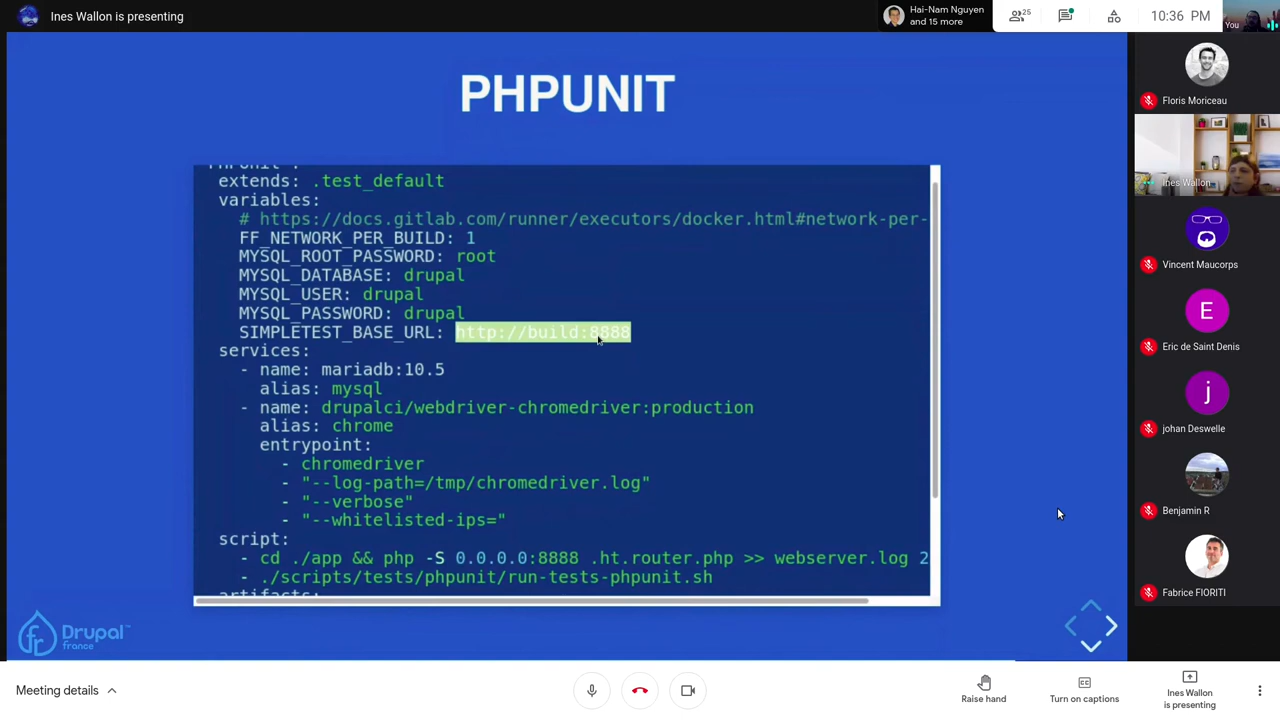 Ines Wallon is presenting
Hai-Nam Nguyen
and 15 more
25
10:36 PM
You
PHPUNIT
extends: .test_default
variables:
# https://docs.gitlab.com/runner/executors/docker.html#network-per-
FF_NETWORK_PER_BUILD: 1
MYSQL_ROOT_PASSWORD: root
MYSQL_DATABASE: drupal
MYSQL_USER: drupal
MYSQL_PASSWORD: drupal
SIMPLETEST_BASE_URL: http://build:8888
services:
- name: mariadb:10.5
alias: mysql
- name: drupalci/webdriver-chromedriver:production
alias: chrome
entrypoint:
- chromedriver
- "--log-path=/tmp/chromedriver.log"
- "--verbose"
- "--whitelisted-ips="
script:
- cd ./app && php -S 0.0.0.0:8888 .ht.router.php >> webserver.log 2
- ./scripts/tests/phpunit/run-tests-phpunit.sh
artifacts:
fr Drupal™
france
Floris Moriceau
Ines Wallon
Vincent Maucorps
E
Eric de Saint Denis
j
johan Deswelle
Benjamin R
Fabrice FIORITI
Meeting details
Raise hand
CC
Turn on captions
Ines Wallon
is presenting